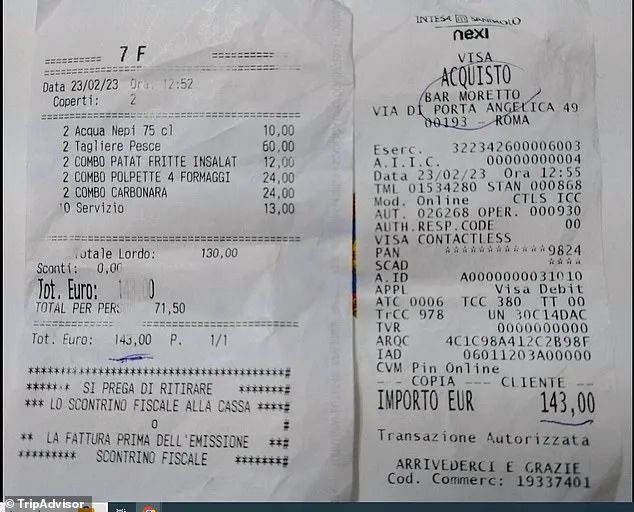 7 F
Data 23/02/23 Ora: 12:52
Coperti: 2
2 Acqua Nepi 75 cl 10,00
2 Tagliere Pesce 60,00
2 COMBO PATAT FRITTE INSALAT 12,00
2 COMBO POLPETTE 4 FORMAGGI 24,00
2 COMBO CARBONARA 24,00
10 Servizio 13,00
Totale Lordo: 130,00
Sconti: 0,00
Tot. Euro: 143,00
TOTAL PER PERS 71,50
Tot. Euro: 143,00 P. 1/1
SI PREGA DI RITIRARE
*** LO SCONTRINO FISCALE ALLA CASSA ****#
O
** LA FATTURA PRIMA DELL'EMISSIONE **#
********* SCONTRINO FISCALE *******#
INTESA SANPAOLO
nexi
VISA
ACQUISTO
BAR MORETTO
VIA DI PORTA ANGELICA 49
00193 - ROMA
Eserc. 322342600006003
A.I.I.C. 00000000004
Data 23/02/23 Ora 12:55
TML 01534280 STAN 000868
Mod. Online CTLS ICC
AUT. 026268 OPER. 000930
AUTH.RESP.CODE 00
VISA CONTACTLESS
PAN ************9824
SCAD ****
A.ID A0000000031010
APPL Visa Debit
ATC 0006 TCC 380 TT 00
TrCC 978 UN 30C14DAC
TVR 0000000000
ARQC 4C1C98A412C2B98F
IAD 06011203A00000
CVM Pin Online
--- COPIA --- CLIENTE ---
IMPORTO EUR 143,00
Transazione Autorizzata
ARRIVEDERCI E GRAZIE
Cod. Commerc: 19337401
© TripAdvisor